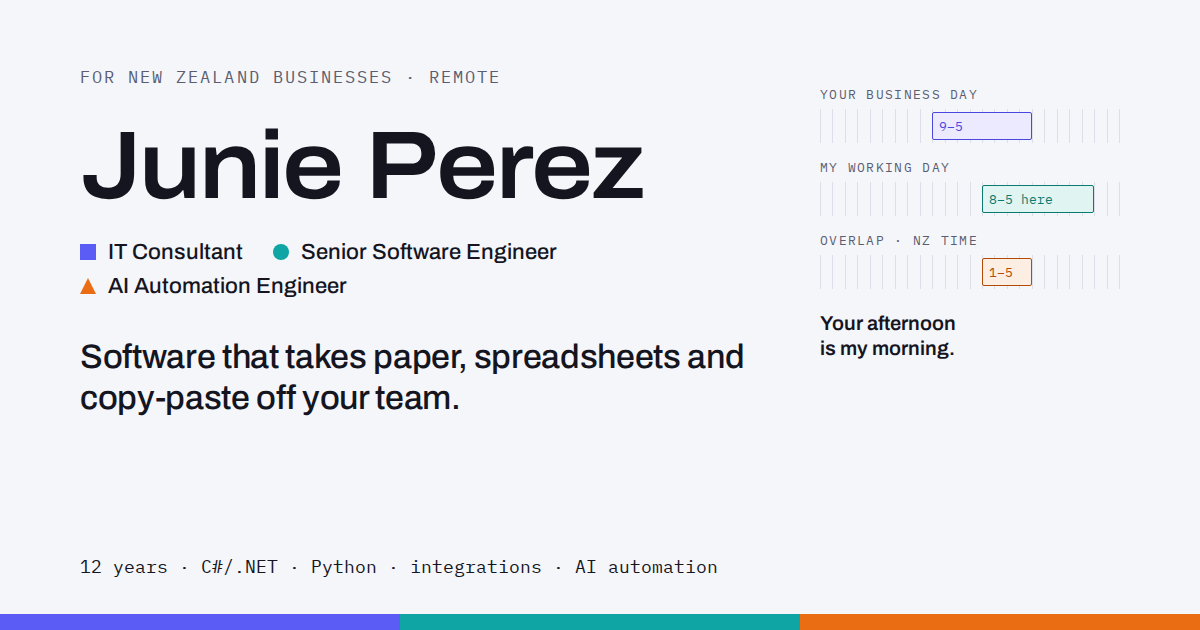 FOR NEW ZEALAND BUSINESSES · REMOTE
Junie Perez
IT Consultant
Senior Software Engineer
AI Automation Engineer
Software that takes paper, spreadsheets and
copy-paste off your team.
12 years · C#/.NET · Python · integrations · AI automation
YOUR BUSINESS DAY
9–5
MY WORKING DAY
8–5 here
OVERLAP · NZ TIME
1–5
Your afternoon
is my morning.